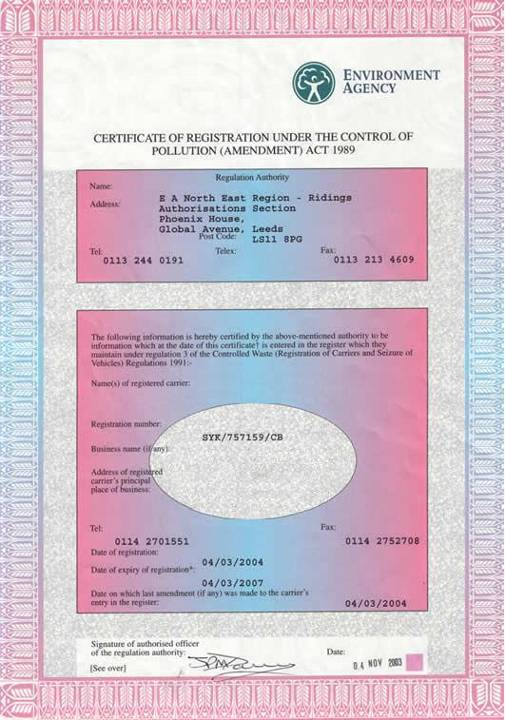 ENVIRONMENT
AGENCY
CERTIFICATE OF REGISTRATION UNDER THE CONTROL OF
POLLUTION (AMENDMENT) ACT 1989
Regulation Authority
Name:
E A North East Region - Ridings
Address:
Authorisations Section
Phoenix House,
Global Avenue, Leeds
Post Code: LS11 8PG
Tel: Telex: Fax:
0113 244 0191 0113 213 4609
The following information is hereby certified by the above-mentioned authority to be
information which at the date of this certificate† is entered in the register which they
maintain under regulation 3 of the Controlled Waste (Registration of Carriers and Seizure of
Vehicles) Regulations 1991:-
Name(s) of registered carrier:
Registration number:
SYK/757159/CB
Business name (if any):
Address of registered
carrier's principal
place of business:
Tel: Fax:
0114 2701551 0114 2752708
Date of registration:
04/03/2004
Date of expiry of registration*:
04/03/2007
Date on which last amendment (if any) was made to the carrier's
entry in the register: 04/03/2004
Signature of authorised officer
of the regulation authority:
Date:
04 NOV 2003
[See over]